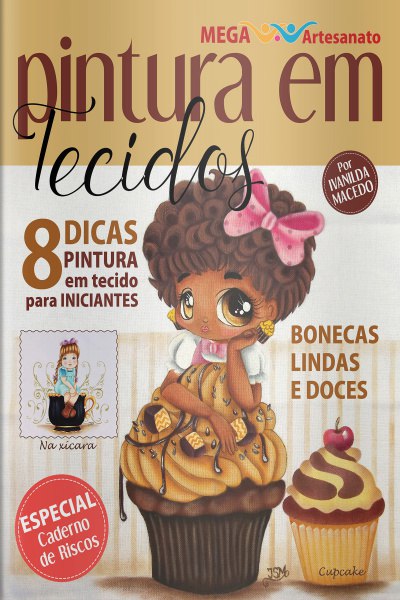 MEGA Artesanato
pintura em
Tecidos
Por
IVANILDA
MACEDO
8 DICAS
PINTURA
em tecido
para INICIANTES
BONECAS
LINDAS
E DOCES
Na xícara
ESPECIAL
Caderno
de Riscos
JSMo
Cupcake